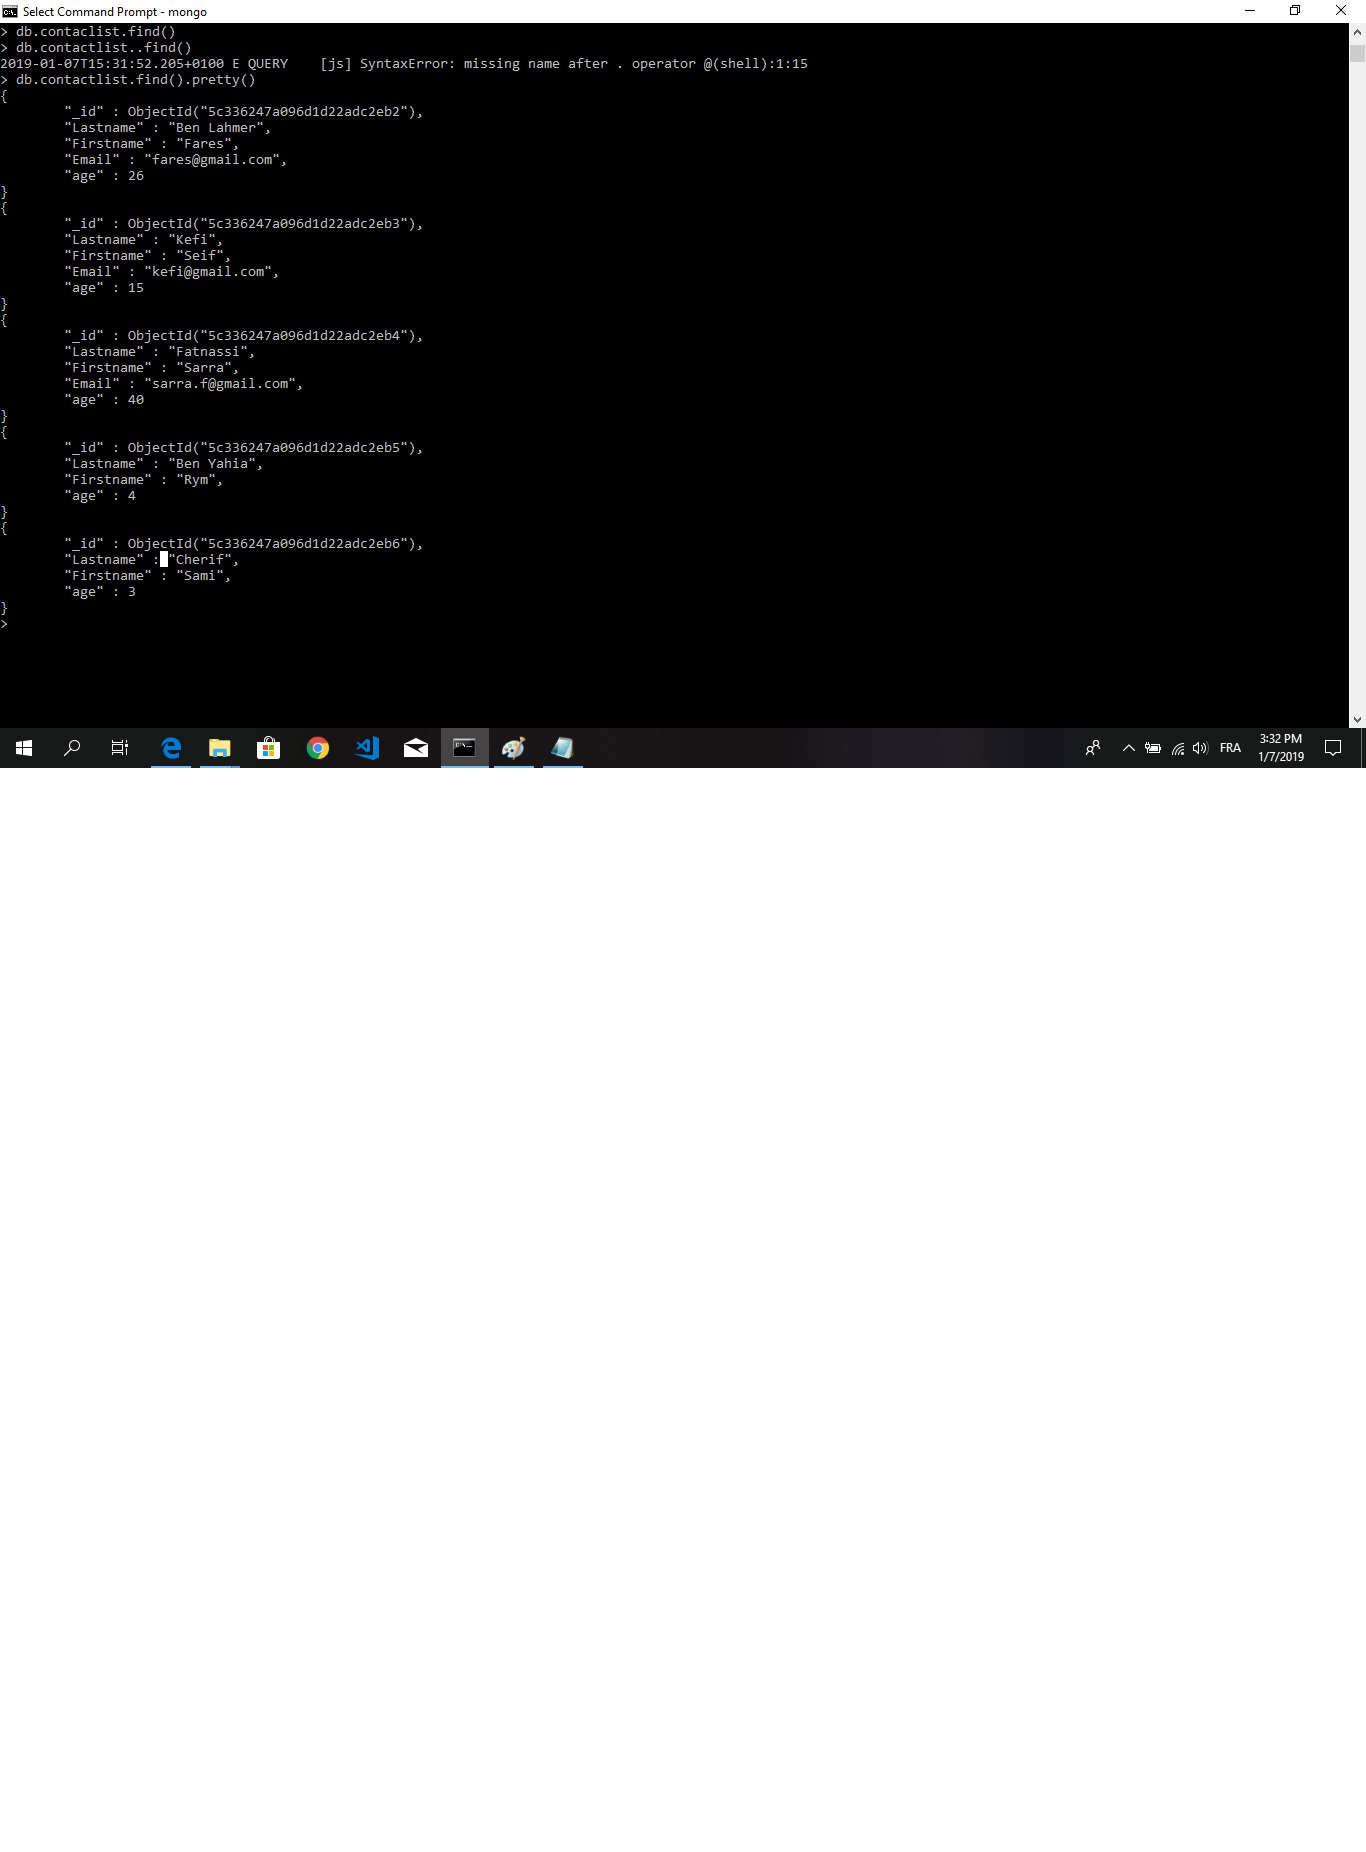 Select Command Prompt - mongo
> db.contaclist.find()
> db.contactlist..find()
2019-01-07T15:31:52.205+0100 E QUERY    [js] SyntaxError: missing name after . operator @(shell):1:15
> db.contactlist.find().pretty()
{
        "_id" : ObjectId("5c336247a096d1d22adc2eb2"),
        "Lastname" : "Ben Lahmer",
        "Firstname" : "Fares",
        "Email" : "fares@gmail.com",
        "age" : 26
}
{
        "_id" : ObjectId("5c336247a096d1d22adc2eb3"),
        "Lastname" : "Kefi",
        "Firstname" : "Seif",
        "Email" : "kefi@gmail.com",
        "age" : 15
}
{
        "_id" : ObjectId("5c336247a096d1d22adc2eb4"),
        "Lastname" : "Fatnassi",
        "Firstname" : "Sarra",
        "Email" : "sarra.f@gmail.com",
        "age" : 40
}
{
        "_id" : ObjectId("5c336247a096d1d22adc2eb5"),
        "Lastname" : "Ben Yahia",
        "Firstname" : "Rym",
        "age" : 4
}
{
        "_id" : ObjectId("5c336247a096d1d22adc2eb6"),
        "Lastname" : "Cherif",
        "Firstname" : "Sami",
        "age" : 3
}
>
FRA
3:32 PM
1/7/2019